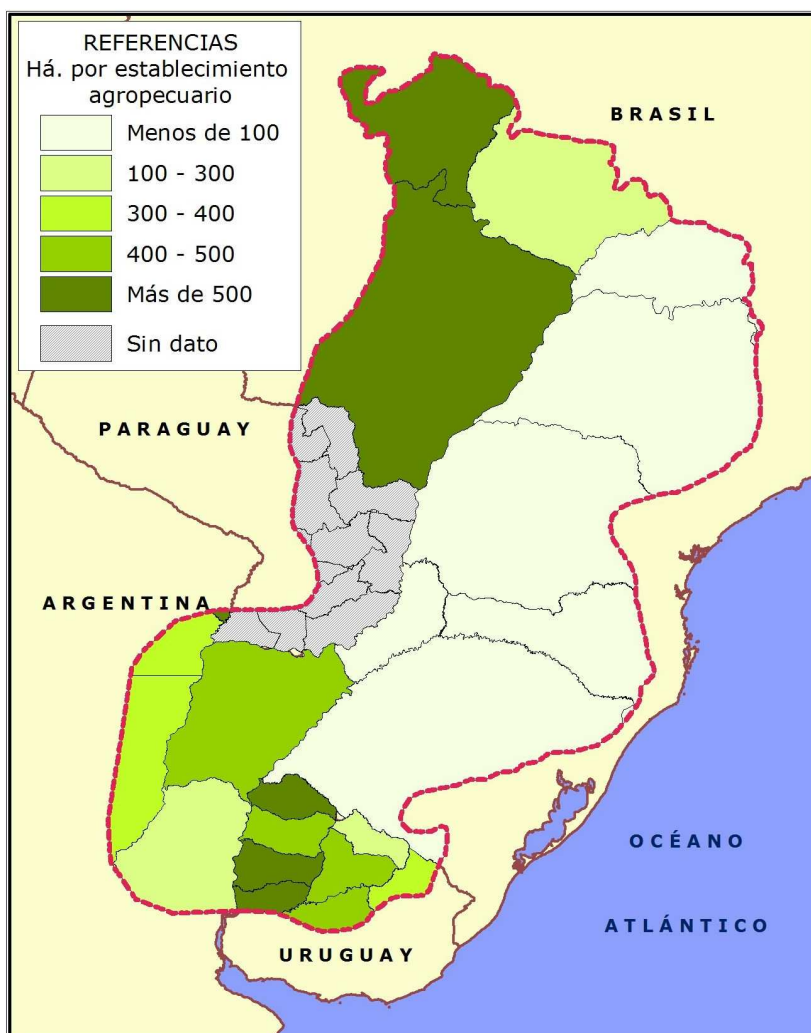 REFERENCIAS
Há. por establecimiento
agropecuario
Menos de 100
100 - 300
300 - 400
400 - 500
Más de 500
Sin dato
BRASIL
PARAGUAY
ARGENTINA
OCÉANO
ATLÁNTICO
URUGUAY